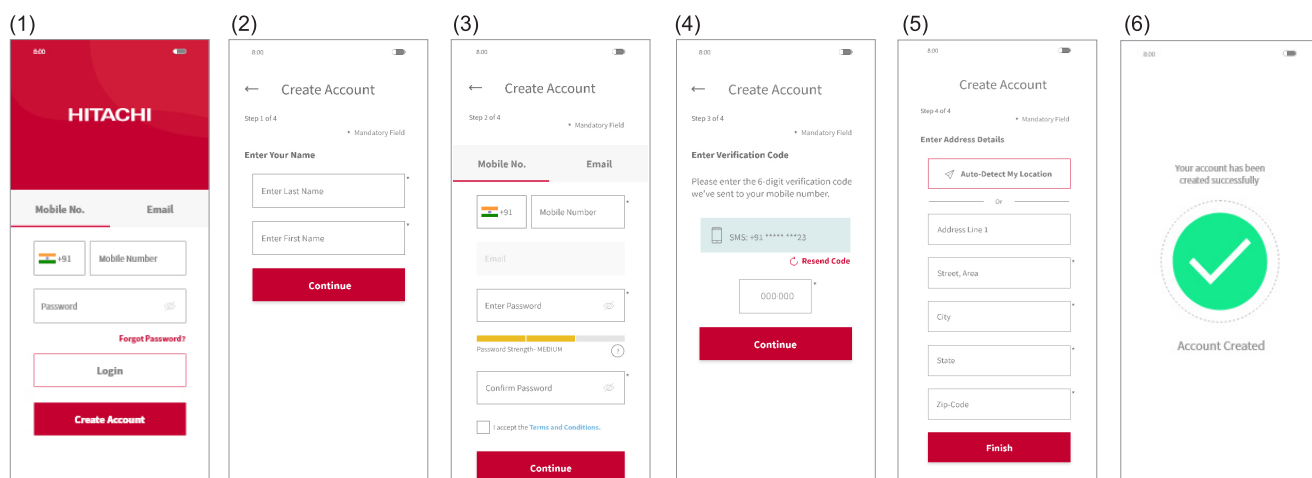 (1)
8:00
HITACHI
Mobile No. Email
+91 Mobile Number
Password
Forgot Password?
Login
Create Account
(2)
8:00
← Create Account
Step 1 of 4
* Mandatory Field
Enter Your Name
Enter Last Name *
Enter First Name *
Continue
(3)
8:00
← Create Account
Step 2 of 4
* Mandatory Field
Mobile No. Email
+91 Mobile Number *
Email
Enter Password *
Password Strength- MEDIUM ?
Confirm Password *
I accept the Terms and Conditions.
Continue
(4)
8:00
← Create Account
Step 3 of 4
* Mandatory Field
Enter Verification Code
Please enter the 6-digit verification code
we've sent to your mobile number.
SMS: +91 ***** ***23
Resend Code
000-000 *
Continue
(5)
8:00
Create Account
Step 4 of 4
* Mandatory Field
Enter Address Details
Auto-Detect My Location
Or
Address Line 1
Street, Area *
City *
State *
Zip-Code *
Finish
(6)
8:00
Your account has been
created successfully
Account Created